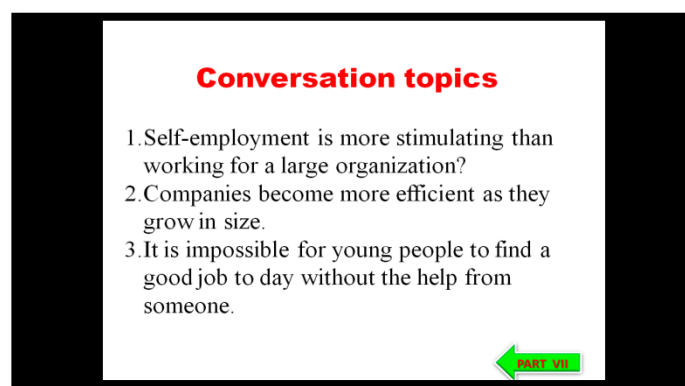 Conversation topics
1.Self-employment is more stimulating than
working for a large organization?
2.Companies become more efficient as they
grow in size.
3.It is impossible for young people to find a
good job to day without the help from
someone.
PART VII